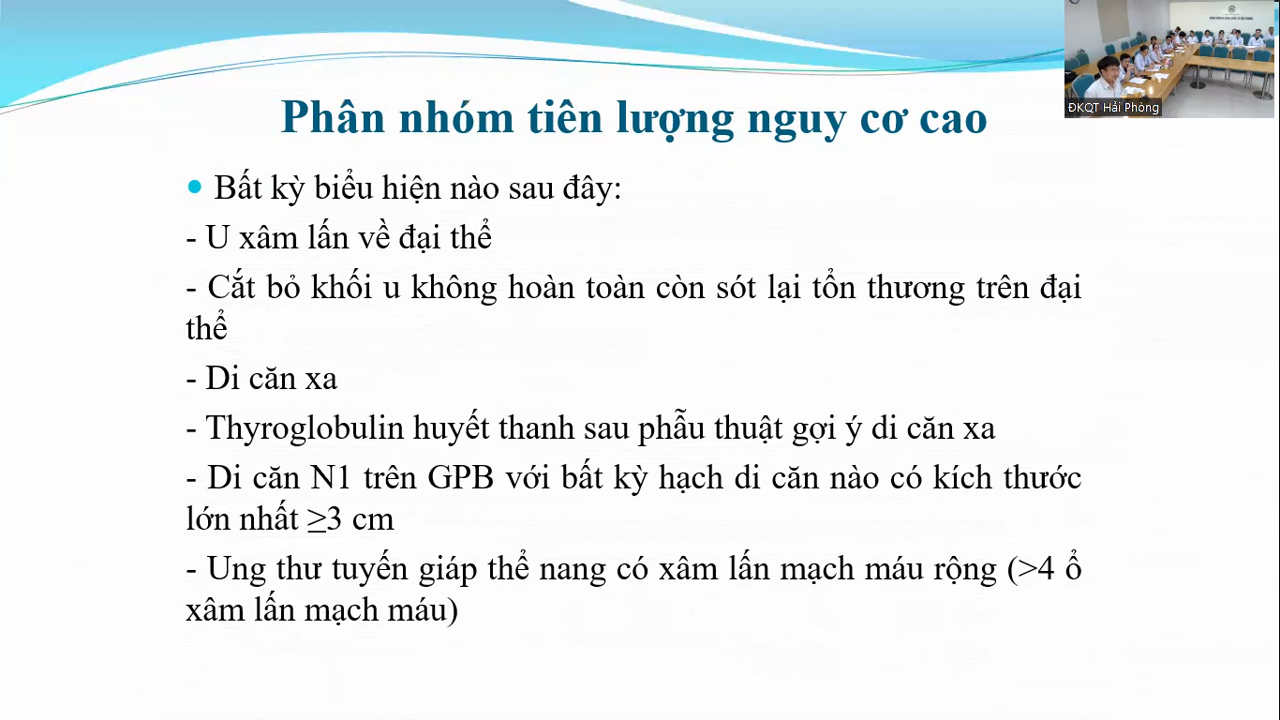 ĐKQT Hải Phòng
Phân nhóm tiên lượng nguy cơ cao
Bất kỳ biểu hiện nào sau đây:
- U xâm lấn về đại thể
- Cắt bỏ khối u không hoàn toàn còn sót lại tổn thương trên đại
thể
- Di căn xa
- Thyroglobulin huyết thanh sau phẫu thuật gợi ý di căn xa
- Di căn N1 trên GPB với bất kỳ hạch di căn nào có kích thước
lớn nhất ≥3 cm
- Ung thư tuyến giáp thể nang có xâm lấn mạch máu rộng (>4 ổ
xâm lấn mạch máu)